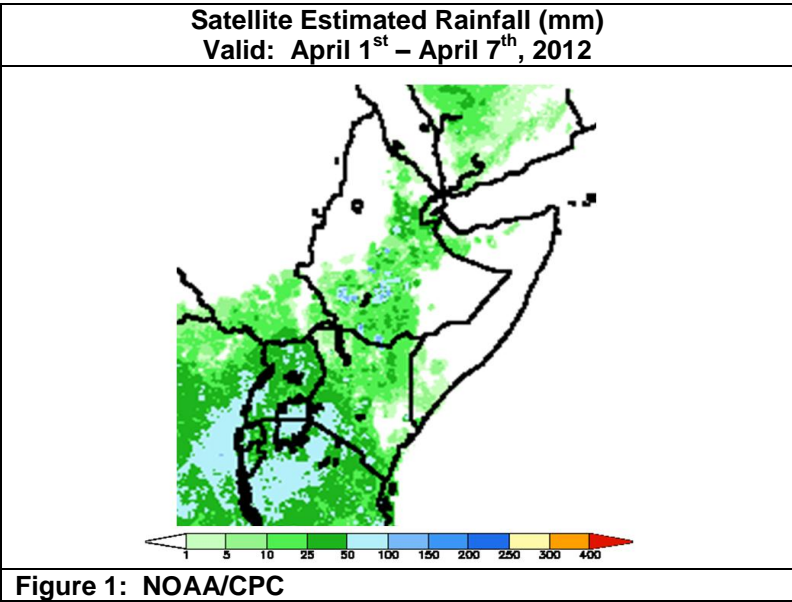 Satellite Estimated Rainfall (mm)
Valid: April 1st – April 7th, 2012
1 5 10 25 50 100 150 200 250 300 400
Figure 1: NOAA/CPC